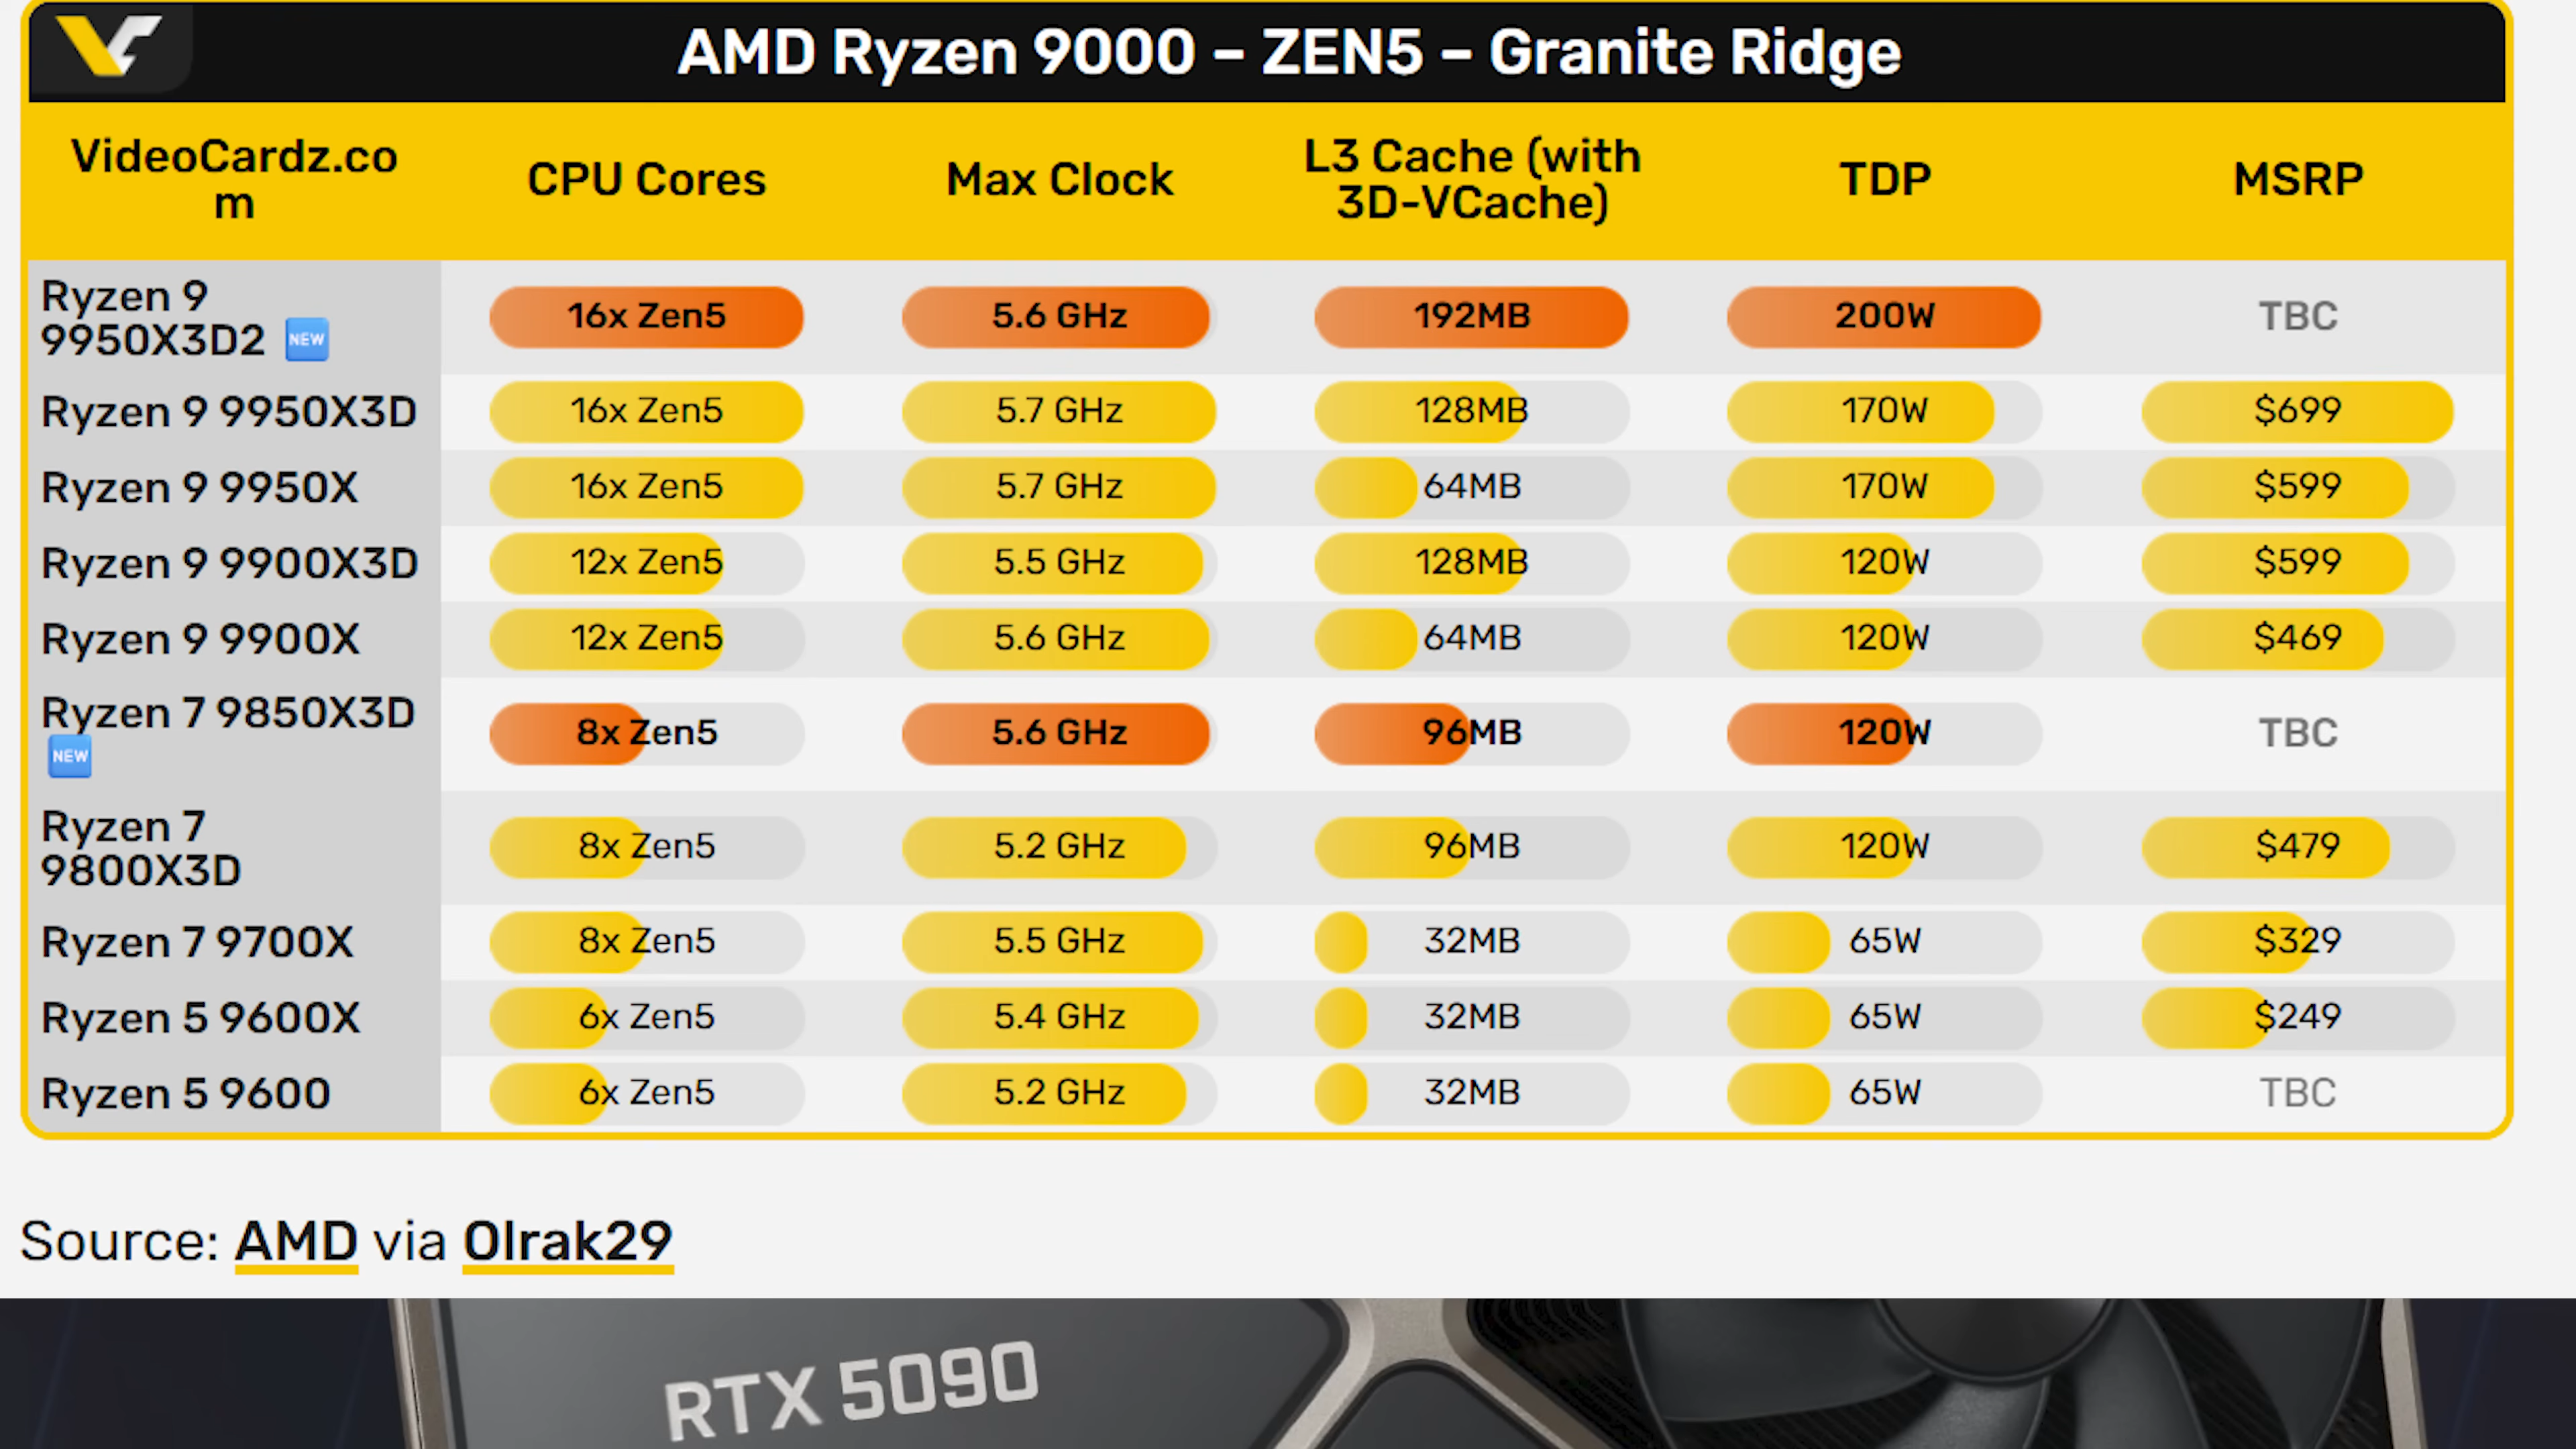 AMD Ryzen 9000 – ZEN5 – Granite Ridge
VideoCardz.co
m
CPU Cores
Max Clock
L3 Cache (with
3D-VCache)
TDP
MSRP
Ryzen 9
9950X3D2 NEW
16x Zen5
5.6 GHz
192MB
200W
TBC
Ryzen 9 9950X3D
16x Zen5
5.7 GHz
128MB
170W
$699
Ryzen 9 9950X
16x Zen5
5.7 GHz
64MB
170W
$599
Ryzen 9 9900X3D
12x Zen5
5.5 GHz
128MB
120W
$599
Ryzen 9 9900X
12x Zen5
5.6 GHz
64MB
120W
$469
Ryzen 7 9850X3D
NEW
8x Zen5
5.6 GHz
96MB
120W
TBC
Ryzen 7
9800X3D
8x Zen5
5.2 GHz
96MB
120W
$479
Ryzen 7 9700X
8x Zen5
5.5 GHz
32MB
65W
$329
Ryzen 5 9600X
6x Zen5
5.4 GHz
32MB
65W
$249
Ryzen 5 9600
6x Zen5
5.2 GHz
32MB
65W
TBC
Source: AMD via Olrak29
RTX 5090